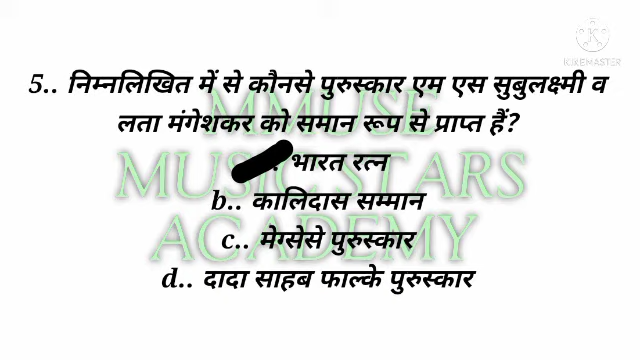 KINEMASTER
5.. निम्नलिखित में से कौनसे पुरुस्कार एम एस सुबुलक्ष्मी व
लता मंगेशकर को समान रूप से प्राप्त हैं?
भारत रत्न
b.. कालिदास सम्मान
c.. मेग्सेसे पुरुस्कार
d.. दादा साहब फाल्के पुरुस्कार
MMUSE
MUSIC STARS
ACADEMY